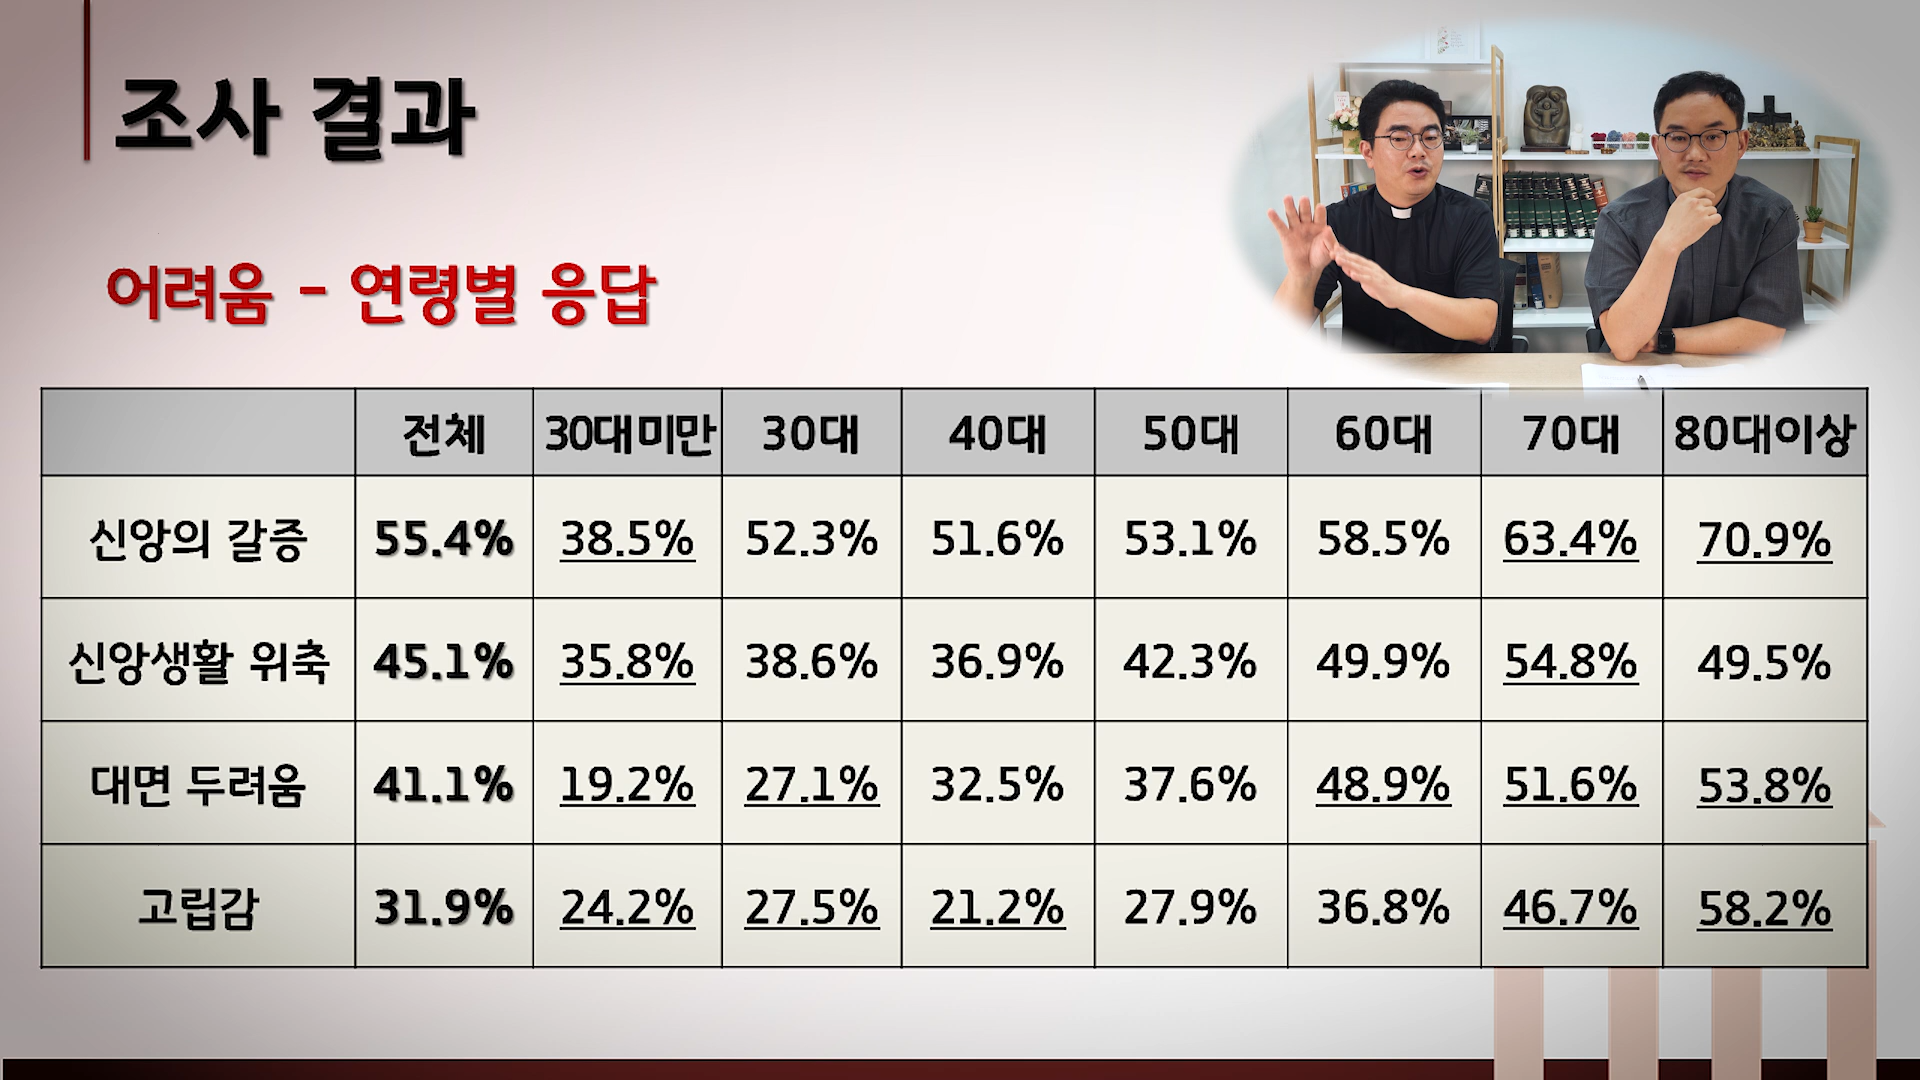 조사 결과
어려움 - 연령별 응답
전체 30대미만 30대 40대 50대 60대 70대 80대이상
신앙의 갈증 55.4% 38.5% 52.3% 51.6% 53.1% 58.5% 63.4% 70.9%
신앙생활 위축 45.1% 35.8% 38.6% 36.9% 42.3% 49.9% 54.8% 49.5%
대면 두려움 41.1% 19.2% 27.1% 32.5% 37.6% 48.9% 51.6% 53.8%
고립감 31.9% 24.2% 27.5% 21.2% 27.9% 36.8% 46.7% 58.2%